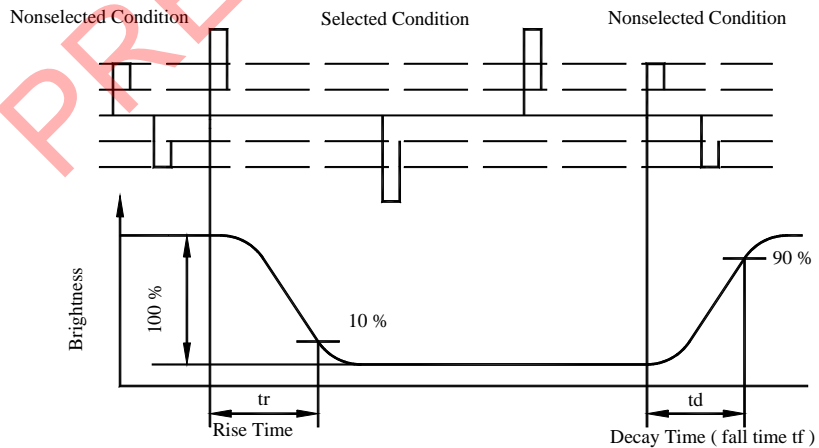 Nonselected Condition
Selected Condition
Nonselected Condition
PRE
Brightness
100 %
10 %
90 %
tr
Rise Time
td
Decay Time ( fall time tf )